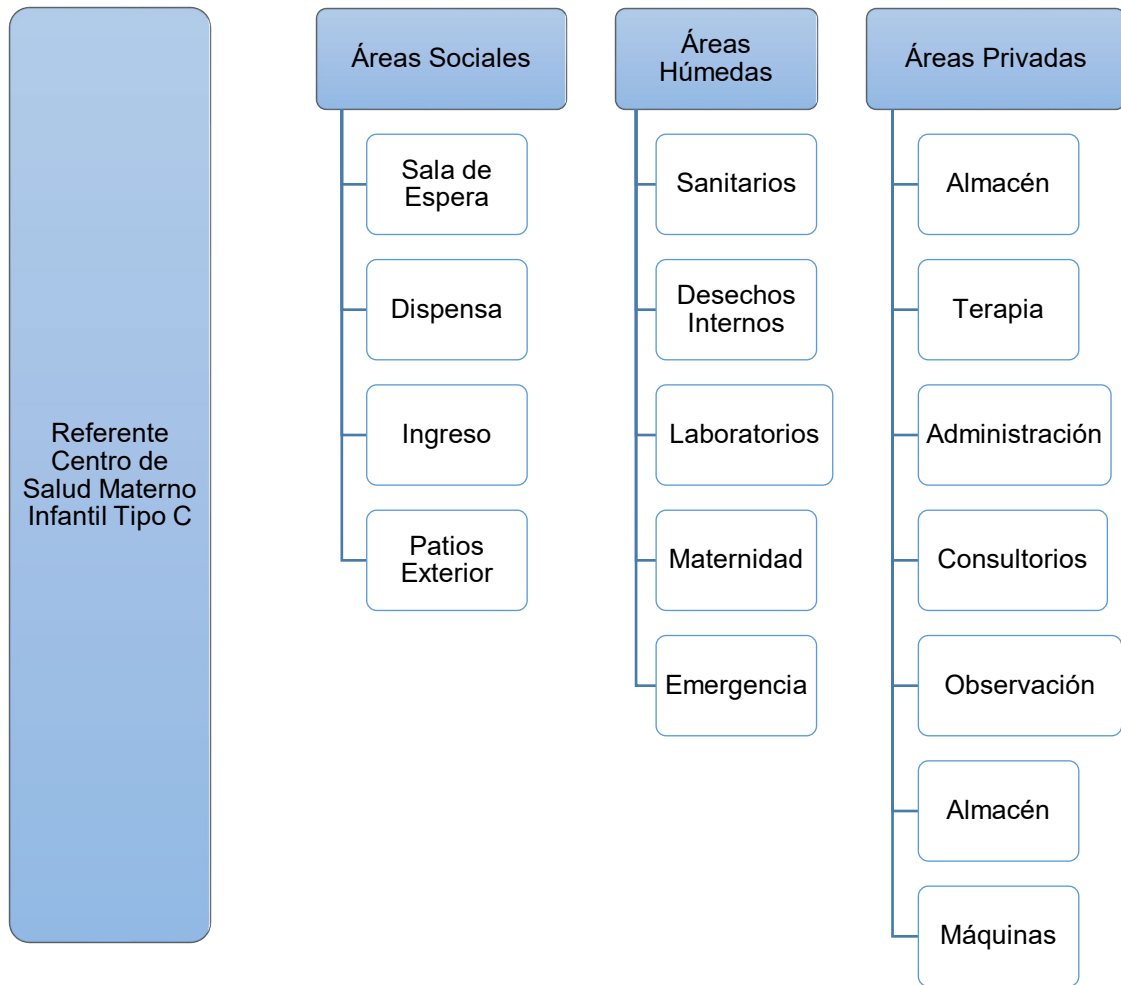 Referente
Centro de
Salud Materno
Infantil Tipo C
Áreas Sociales
Sala de
Espera
Dispensa
Ingreso
Patios
Exterior
Áreas
Húmedas
Sanitarios
Desechos
Internos
Laboratorios
Maternidad
Emergencia
Áreas Privadas
Almacén
Terapia
Administración
Consultorios
Observación
Almacén
Máquinas